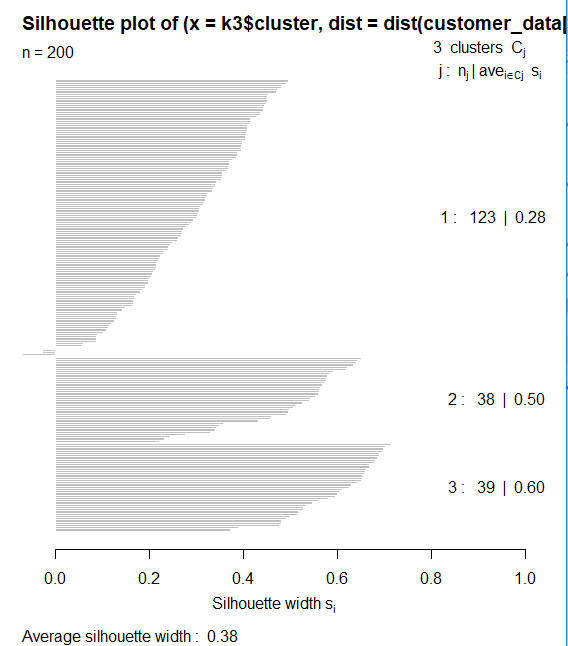 Silhouette plot of (x = k3$cluster, dist = dist(customer_data[
n = 200
3 clusters Cj
j : nj | avei∈Cj si
1 : 123 | 0.28
2 : 38 | 0.50
3 : 39 | 0.60
0.0 0.2 0.4 0.6 0.8 1.0
Silhouette width si
Average silhouette width : 0.38